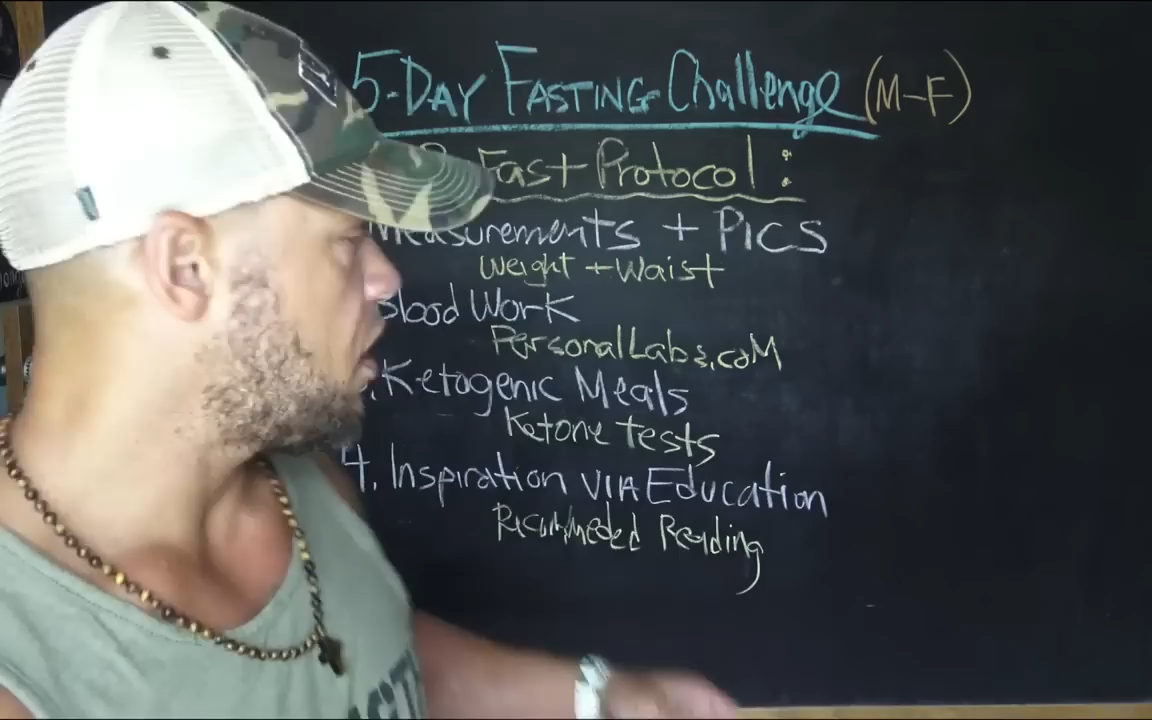 5-Day Fasting Challenge (M-F)
Fast Protocol:
Measurements + Pics
Weight + Waist
Blood Work
PersonalLabs.com
Ketogenic Meals
Ketone tests
4. Inspiration via Education
Recommeded Reading